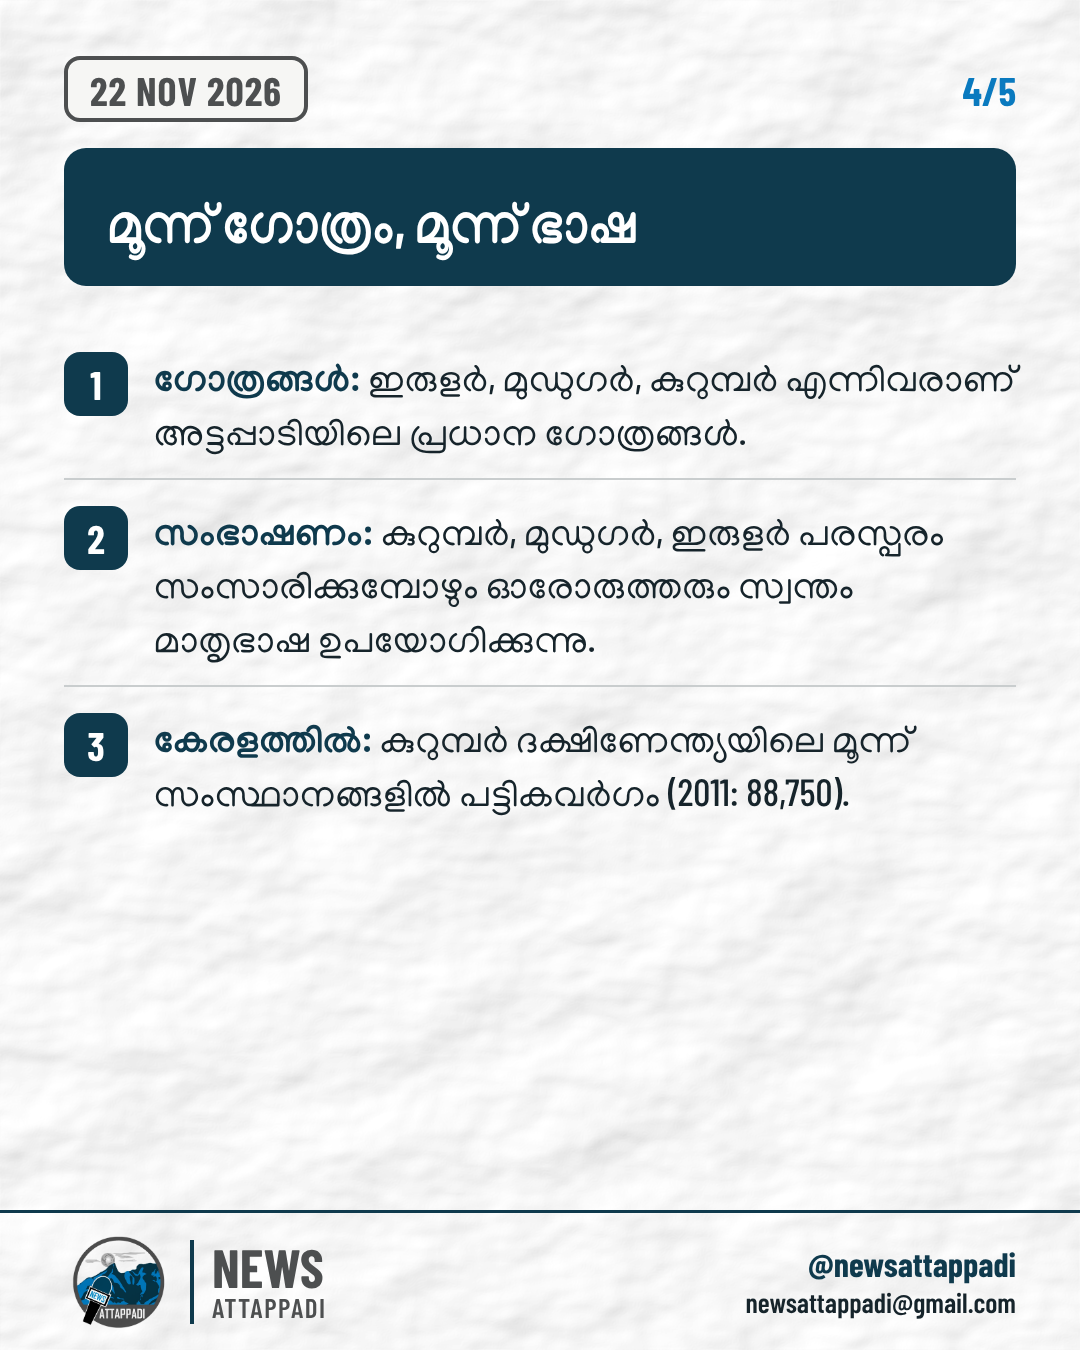 22 NOV 2026
4/5
മൂന്ന് ഗോത്രം, മൂന്ന് ഭാഷ
1
ഗോത്രങ്ങൾ: ഇരുളർ, മുഡുഗർ, കുറുമ്പർ എന്നിവരാണ്
അട്ടപ്പാടിയിലെ പ്രധാന ഗോത്രങ്ങൾ.
2
സംഭാഷണം: കുറുമ്പർ, മുഡുഗർ, ഇരുളർ പരസ്പരം
സംസാരിക്കുമ്പോഴും ഓരോരുത്തരും സ്വന്തം
മാതൃഭാഷ ഉപയോഗിക്കുന്നു.
3
കേരളത്തിൽ: കുറുമ്പർ ദക്ഷിണേന്ത്യയിലെ മൂന്ന്
സംസ്ഥാനങ്ങളിൽ പട്ടികവർഗം (2011: 88,750).
NEWS
ATTAPPADI
NEWS
ATTAPPADI
@newsattappadi
newsattappadi@gmail.com